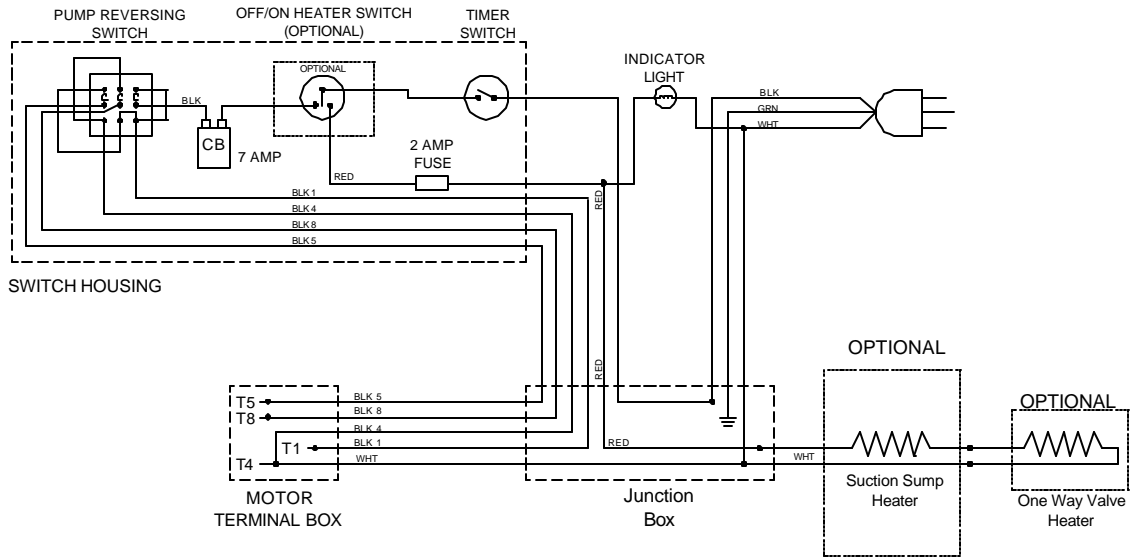 PUMP REVERSING
SWITCH
OFF/ON HEATER SWITCH
(OPTIONAL)
TIMER
SWITCH
OPTIONAL
INDICATOR
LIGHT
BLK
GRN
WHT
BLK
CB
7 AMP
2 AMP
FUSE
RED
RED
BLK 1
BLK 4
BLK 8
BLK 5
SWITCH HOUSING
RED
OPTIONAL
OPTIONAL
T5
BLK 5
T8
BLK 8
BLK 4
T1
BLK 1
RED
T4
WHT
WHT
MOTOR
TERMINAL BOX
Junction
Box
Suction Sump
Heater
One Way Valve
Heater